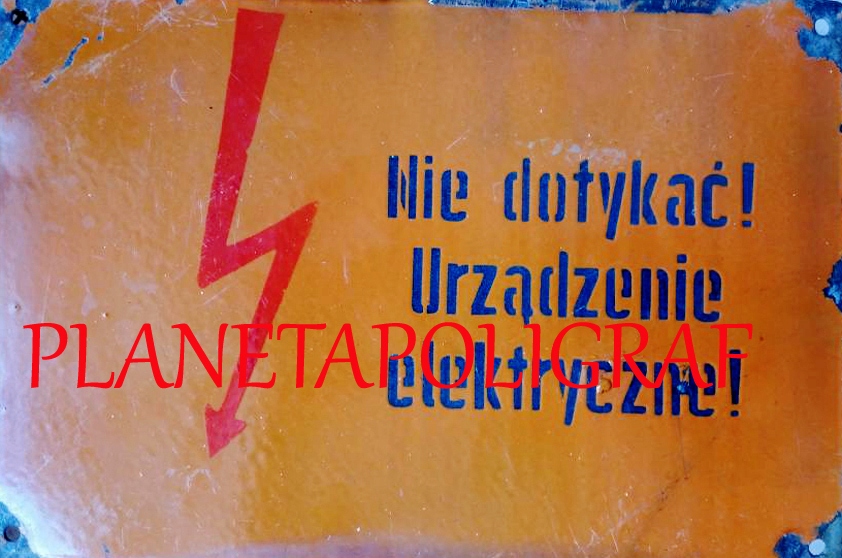 Nie dotykać!
Urządzenie
PLANETAPOLIGRAF
elektryczne!